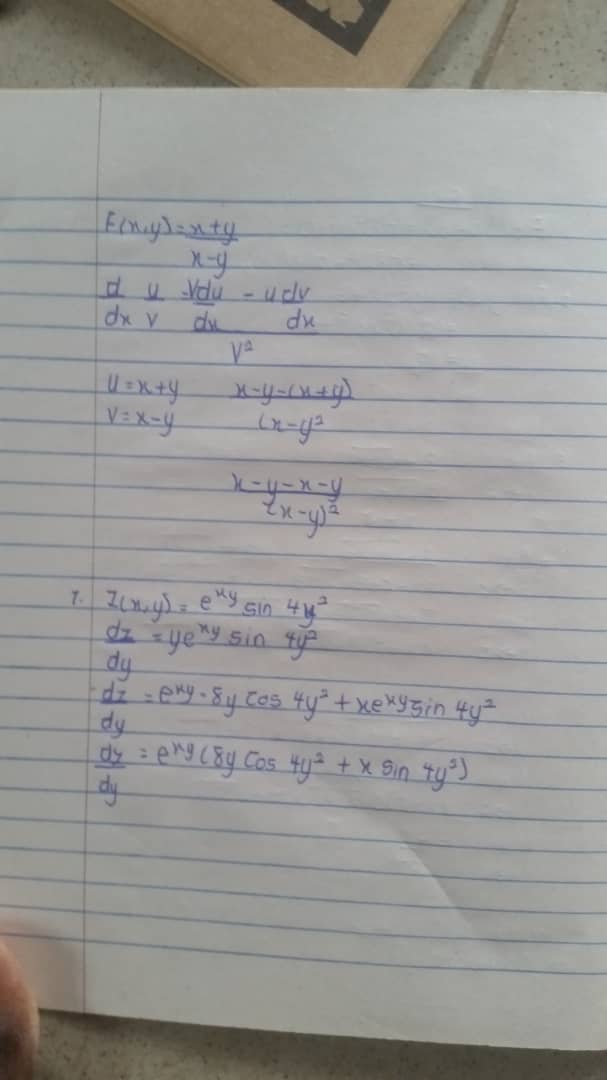 F(x,y)=x+y
x-y
d u Vdu - udv
dx v dx dx
V²
U=x+y x-y-(x+y)
V=x-y (x-y²
x-y-x-y
(x-y)²
7. Z(x,y) = e^xy sin 4y²
dz = ye^xy sin 4y²
dy
dz = e^xy · 8y cos 4y² + xe^xy sin 4y²
dy
dz = e^xy (8y Cos 4y² + x Sin 4y²)
dy